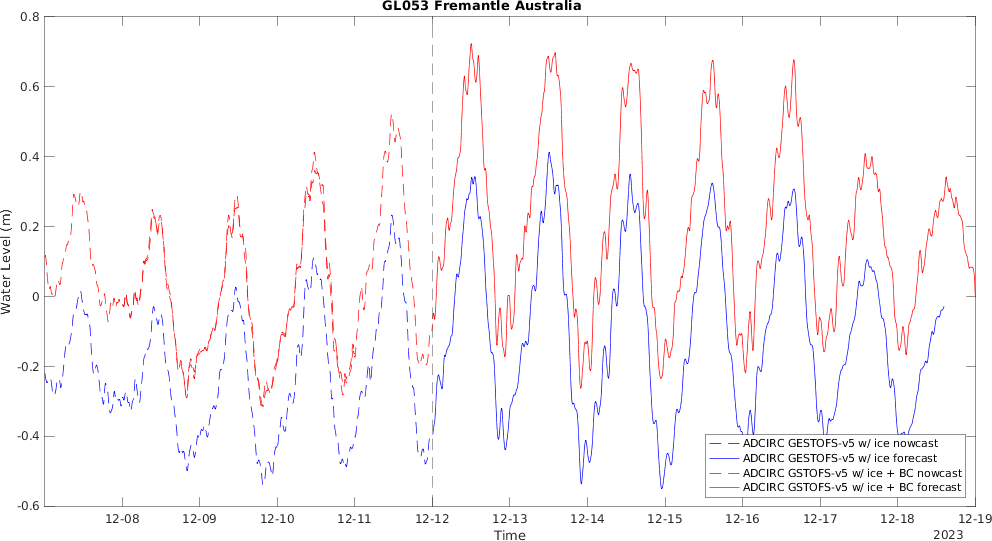 GL053 Fremantle Australia
0.8
0.6
0.4
0.2
0
-0.2
-0.4
-0.6
Water Level (m)
12-08 12-09 12-10 12-11 12-12 12-13 12-14 12-15 12-16 12-17 12-18 12-19
Time
2023
ADCIRC GESTOFS-v5 w/ ice nowcast
ADCIRC GESTOFS-v5 w/ ice forecast
ADCIRC GSTOFS-v5 w/ ice + BC nowcast
ADCIRC GSTOFS-v5 w/ ice + BC forecast